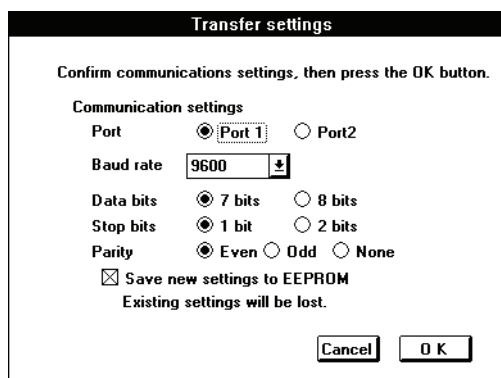 Transfer settings
Confirm communications settings, then press the OK button.
Communication settings
Port Port 1 Port2
Baud rate 9600
Data bits 7 bits 8 bits
Stop bits 1 bit 2 bits
Parity Even Odd None
Save new settings to EEPROM
Existing settings will be lost.
Cancel O K